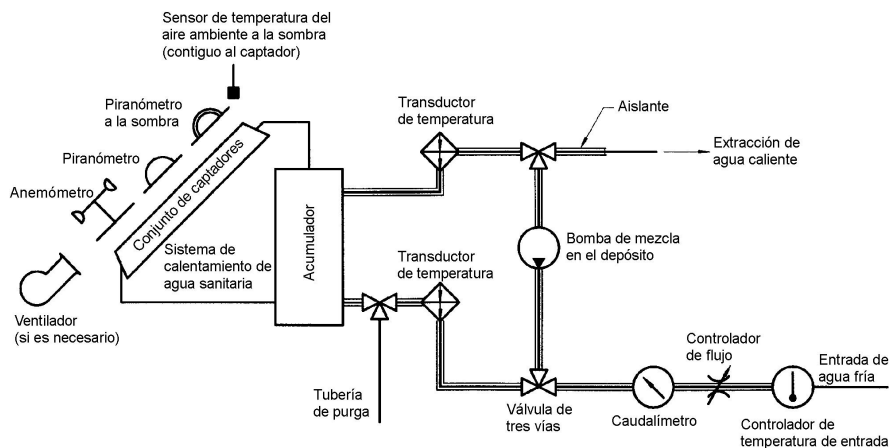 Sensor de temperatura del
aire ambiente a la sombra
(contiguo al captador)
Piranómetro
a la sombra
Piranómetro
Anemómetro
Conjunto de captadores
Ventilador
(si es necesario)
Sistema de
calentamiento de
agua sanitaria
Acumulador
Transductor
de temperatura
Aislante
Extracción de
agua caliente
Bomba de mezcla
en el depósito
Transductor
de temperatura
Tubería
de purga
Válvula de
tres vías
Caudalímetro
Controlador
de flujo
Entrada de
agua fría
Controlador de
temperatura de entrada